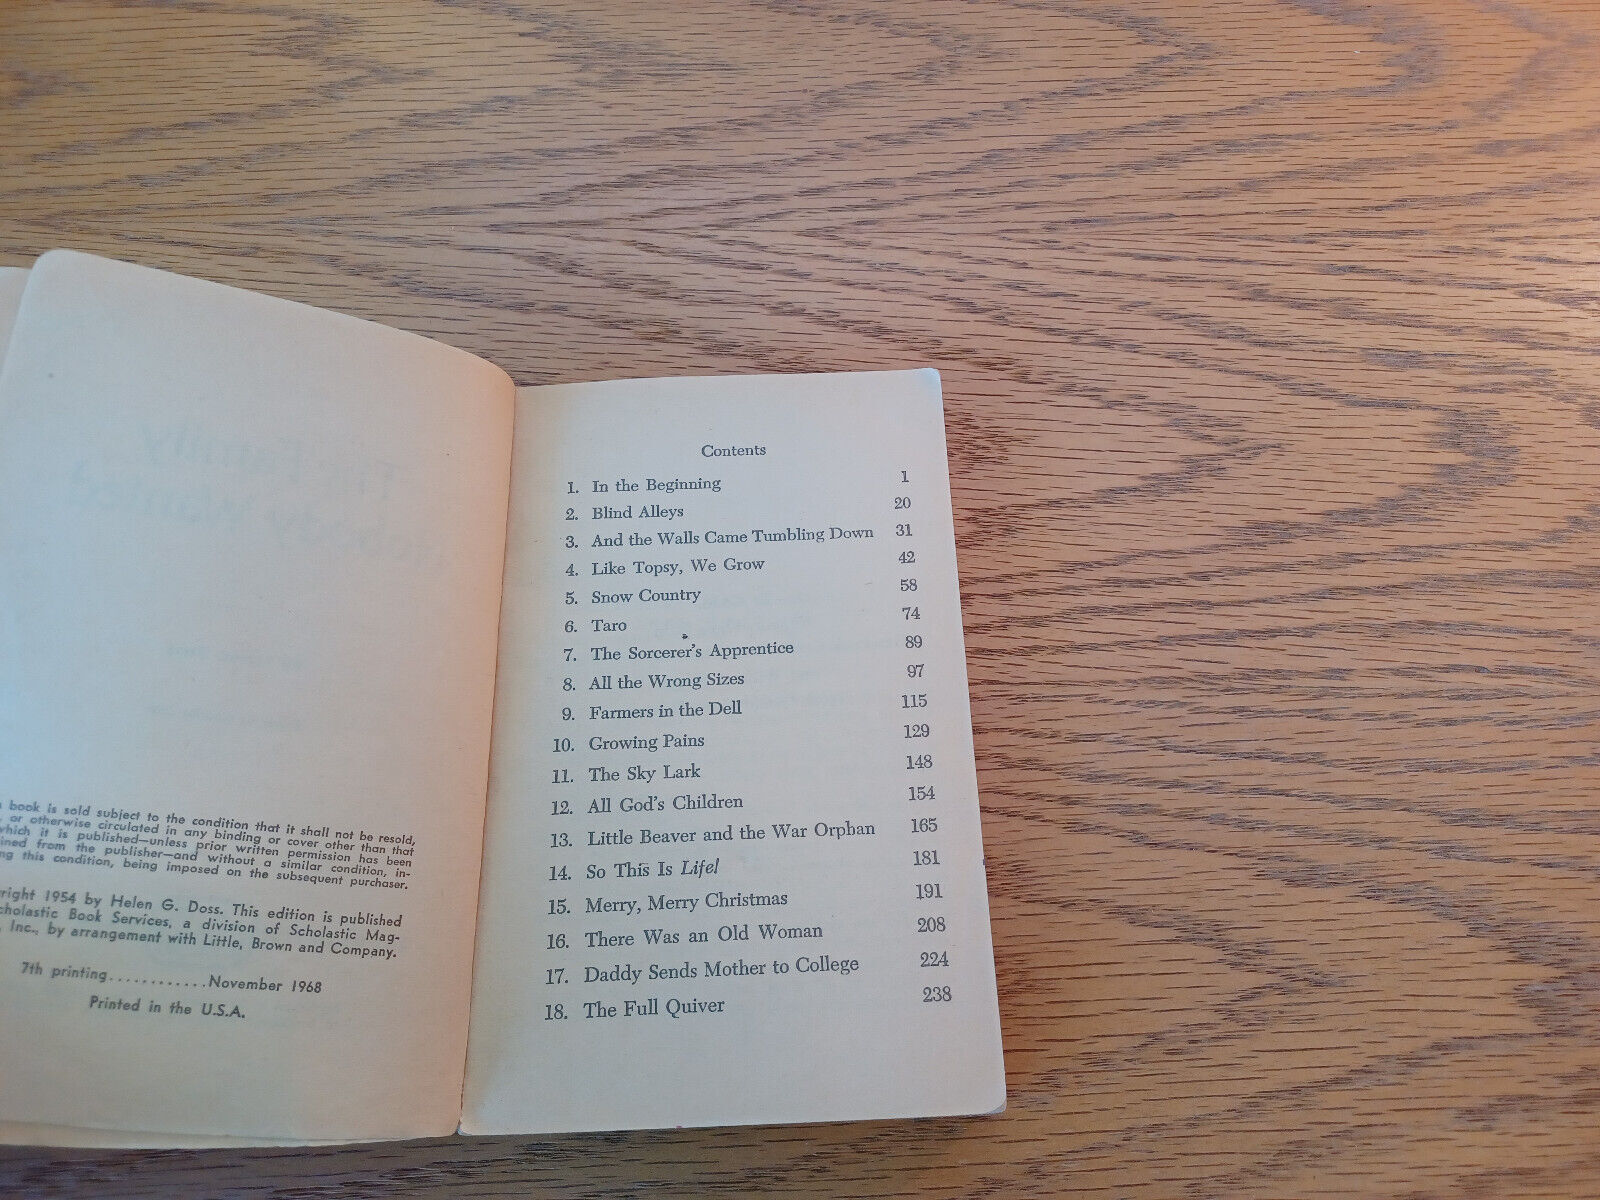 book is sold subject to the condition that it shall not be resold,
or otherwise circulated in any binding or cover other than that
which it is published—unless prior written permission has been
from the publisher—and without a similar condition, in-
this condition, being imposed on the subsequent purchaser.
1954 by Helen G. Doss. This edition is published
Scholastic Book Services, a division of Scholastic Mag-
, Inc., by arrangement with Little, Brown and Company.
7th printing............November 1968
Printed in the U.S.A.
Contents
1. In the Beginning 1
2. Blind Alleys 20
3. And the Walls Came Tumbling Down 31
4. Like Topsy, We Grow 42
5. Snow Country 58
6. Taro 74
7. The Sorcerer's Apprentice 89
8. All the Wrong Sizes 97
9. Farmers in the Dell 115
10. Growing Pains 129
11. The Sky Lark 148
12. All God's Children 154
13. Little Beaver and the War Orphan 165
14. So This Is Life! 181
15. Merry, Merry Christmas 191
16. There Was an Old Woman 208
17. Daddy Sends Mother to College 224
18. The Full Quiver 238